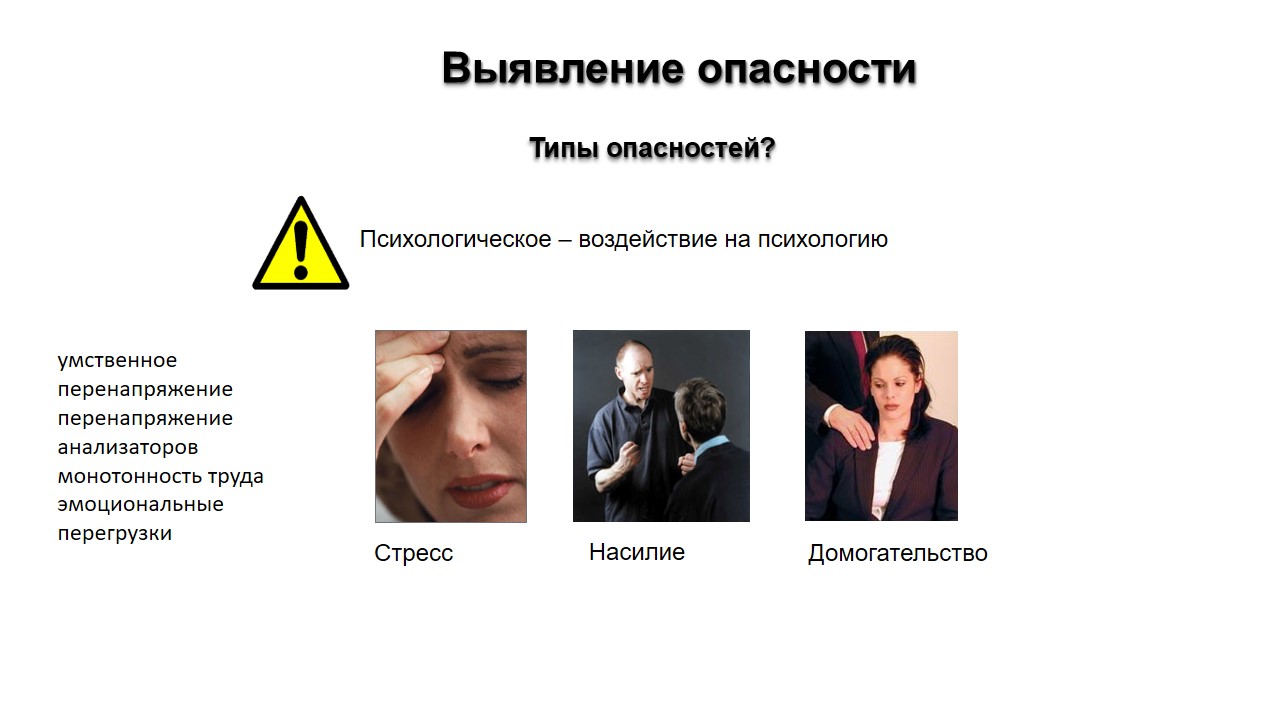 Выявление опасности
Типы опасностей?
Психологическое – воздействие на психологию
умственное
перенапряжение
перенапряжение
анализаторов
монотонность труда
эмоциональные
перегрузки
Стресс
Насилие
Домогательство